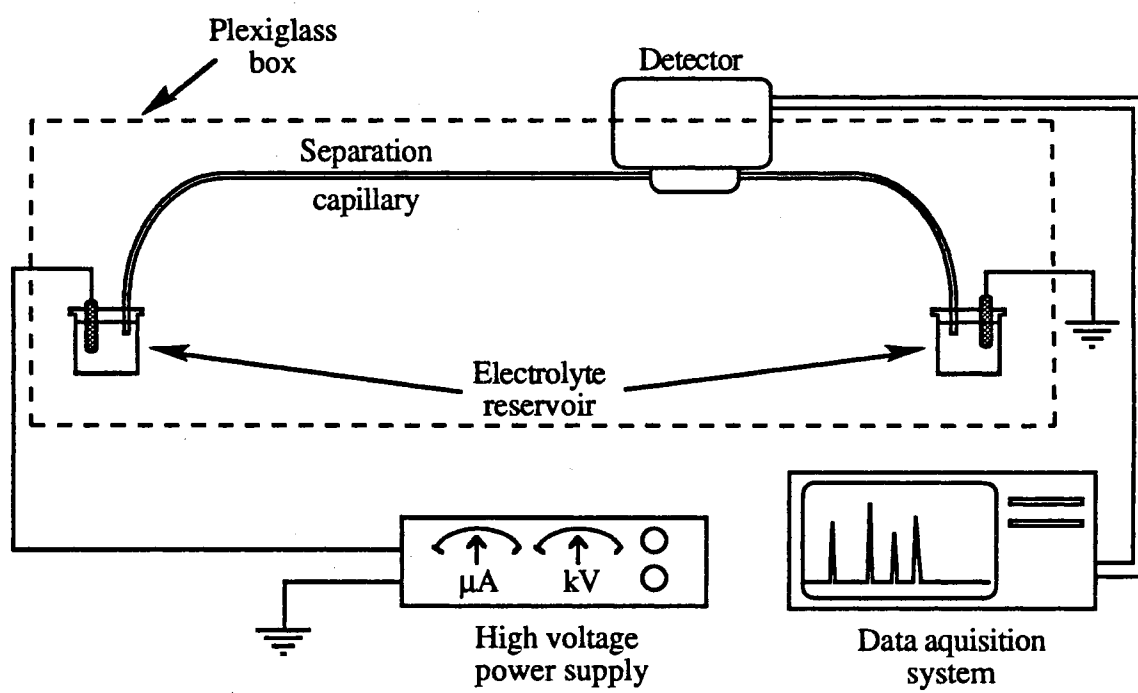 Plexiglass
box
Detector
Separation
capillary
Electrolyte
reservoir
µA
kV
High voltage
power supply
Data aquisition
system